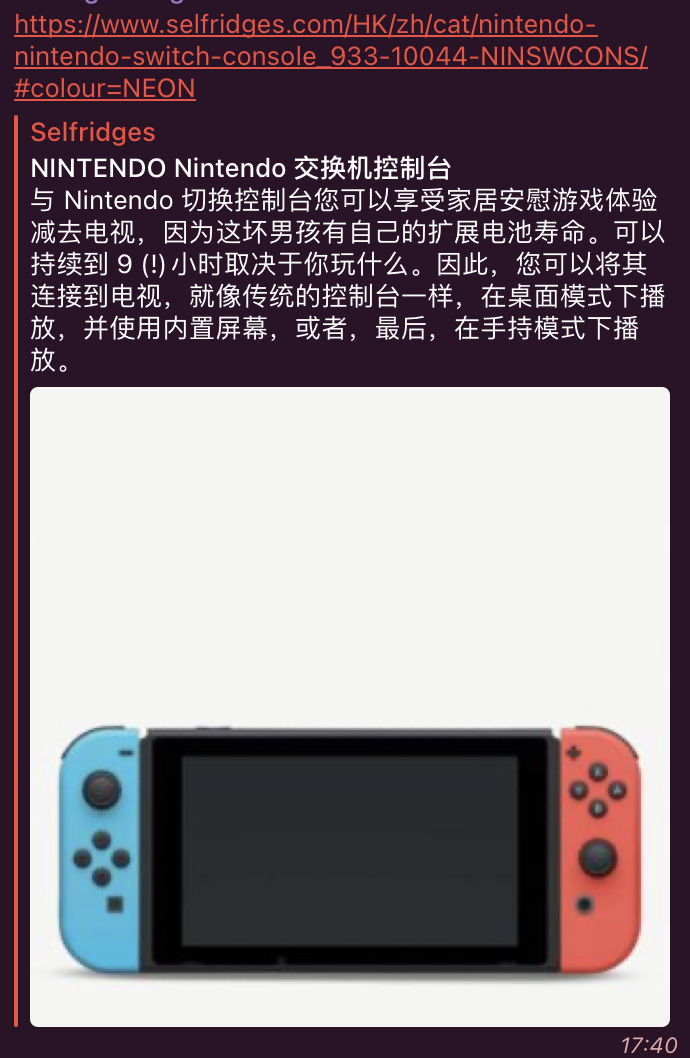 https://www.selfridges.com/HK/zh/cat/nintendo-
nintendo-switch-console_933-10044-NINSWCONS/
#colour=NEON
Selfridges
NINTENDO Nintendo 交换机控制台
与 Nintendo 切换控制台您可以享受家居安慰游戏体验
减去电视，因为这坏男孩有自己的扩展电池寿命。可以
持续到 9 (!) 小时取决于你玩什么。因此，您可以将其
连接到电视，就像传统的控制台一样，在桌面模式下播
放，并使用内置屏幕，或者，最后，在手持模式下播
放。
17:40